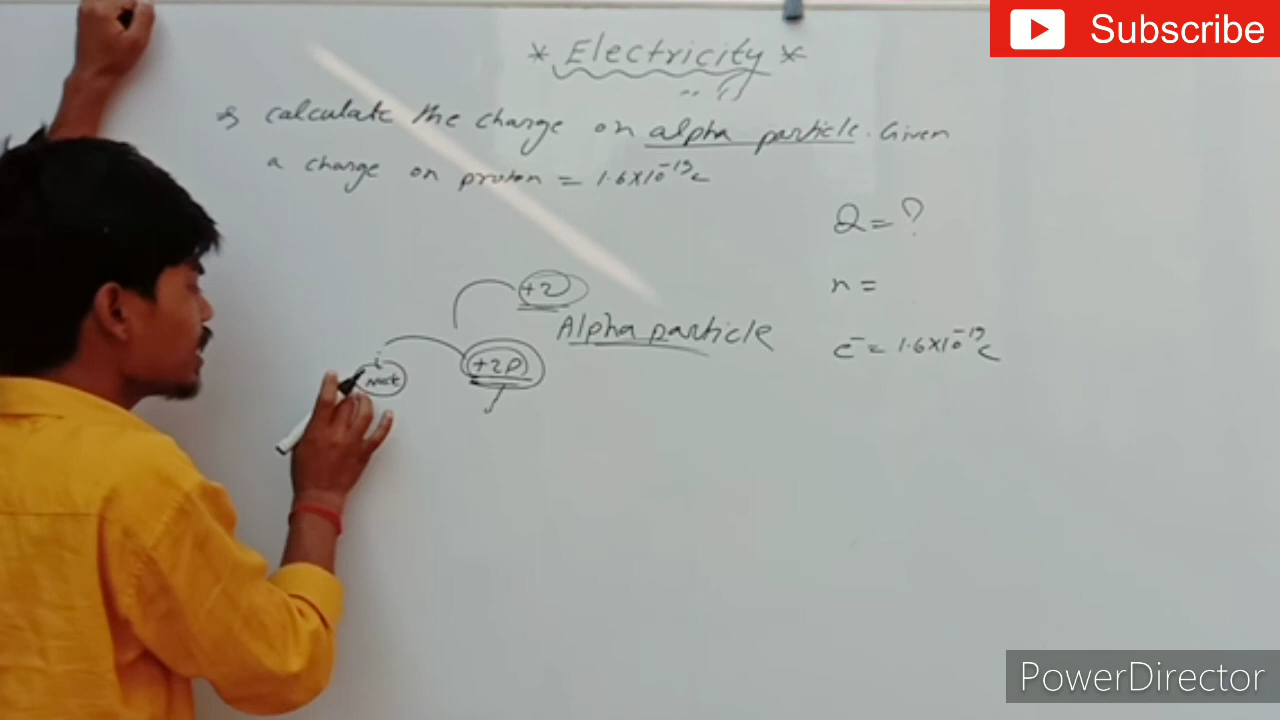 Subscribe
* Electricity *
calculate the charge on alpha particle. Given
a charge on proton = 1.6×10⁻¹⁹c
Q = ?
+2
n =
Alpha particle
e⁻ = 1.6×10⁻¹⁹c
+2p
PowerDirector